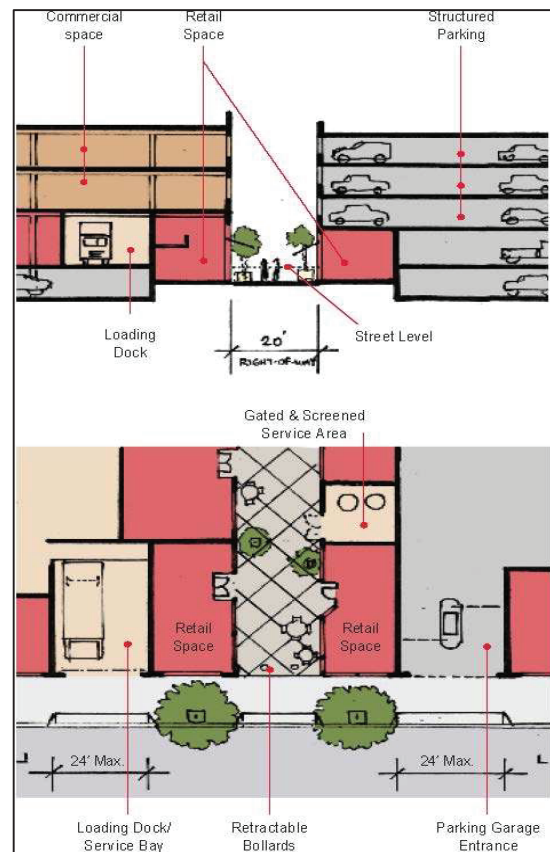 Commercial
space
Retail
Space
Structured
Parking
Loading
Dock
20'
RIGHT-OF-WAY
Street Level
Gated & Screened
Service Area
Retail
Space
Retail
Space
24' Max.
24' Max.
Loading Dock/
Service Bay
Retractable
Bollards
Parking Garage
Entrance